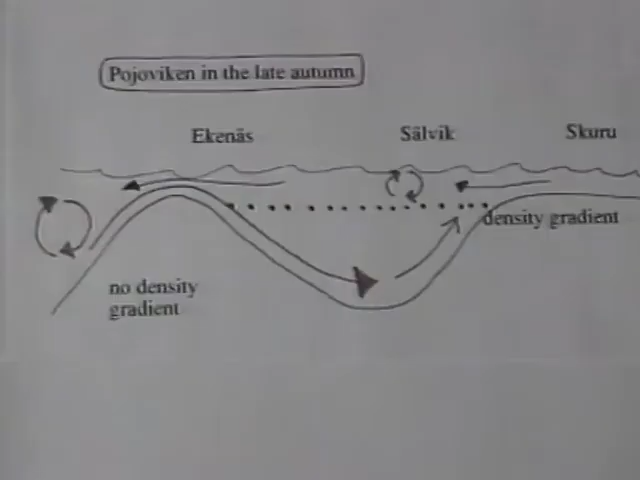 Pojoviken in the late autumn
Ekenäs
Sälvik
Skuru
density gradient
no density
gradient